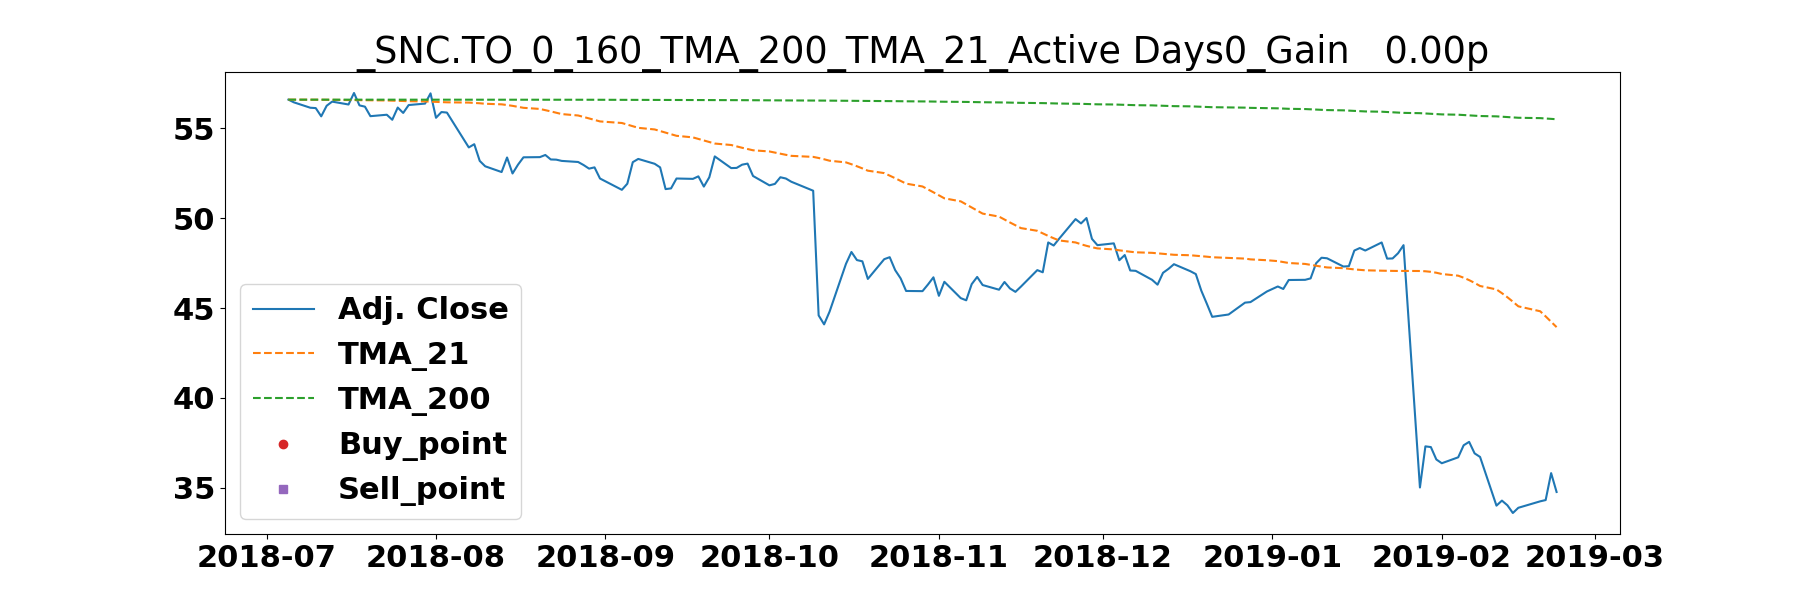 _SNC.TO_0_160_TMA_200_TMA_21_Active Days0_Gain   0.00p
55
50
45
40
35
Adj. Close
TMA_21
TMA_200
Buy_point
Sell_point
2018-07 2018-08 2018-09 2018-10 2018-11 2018-12 2019-01 2019-02 2019-03